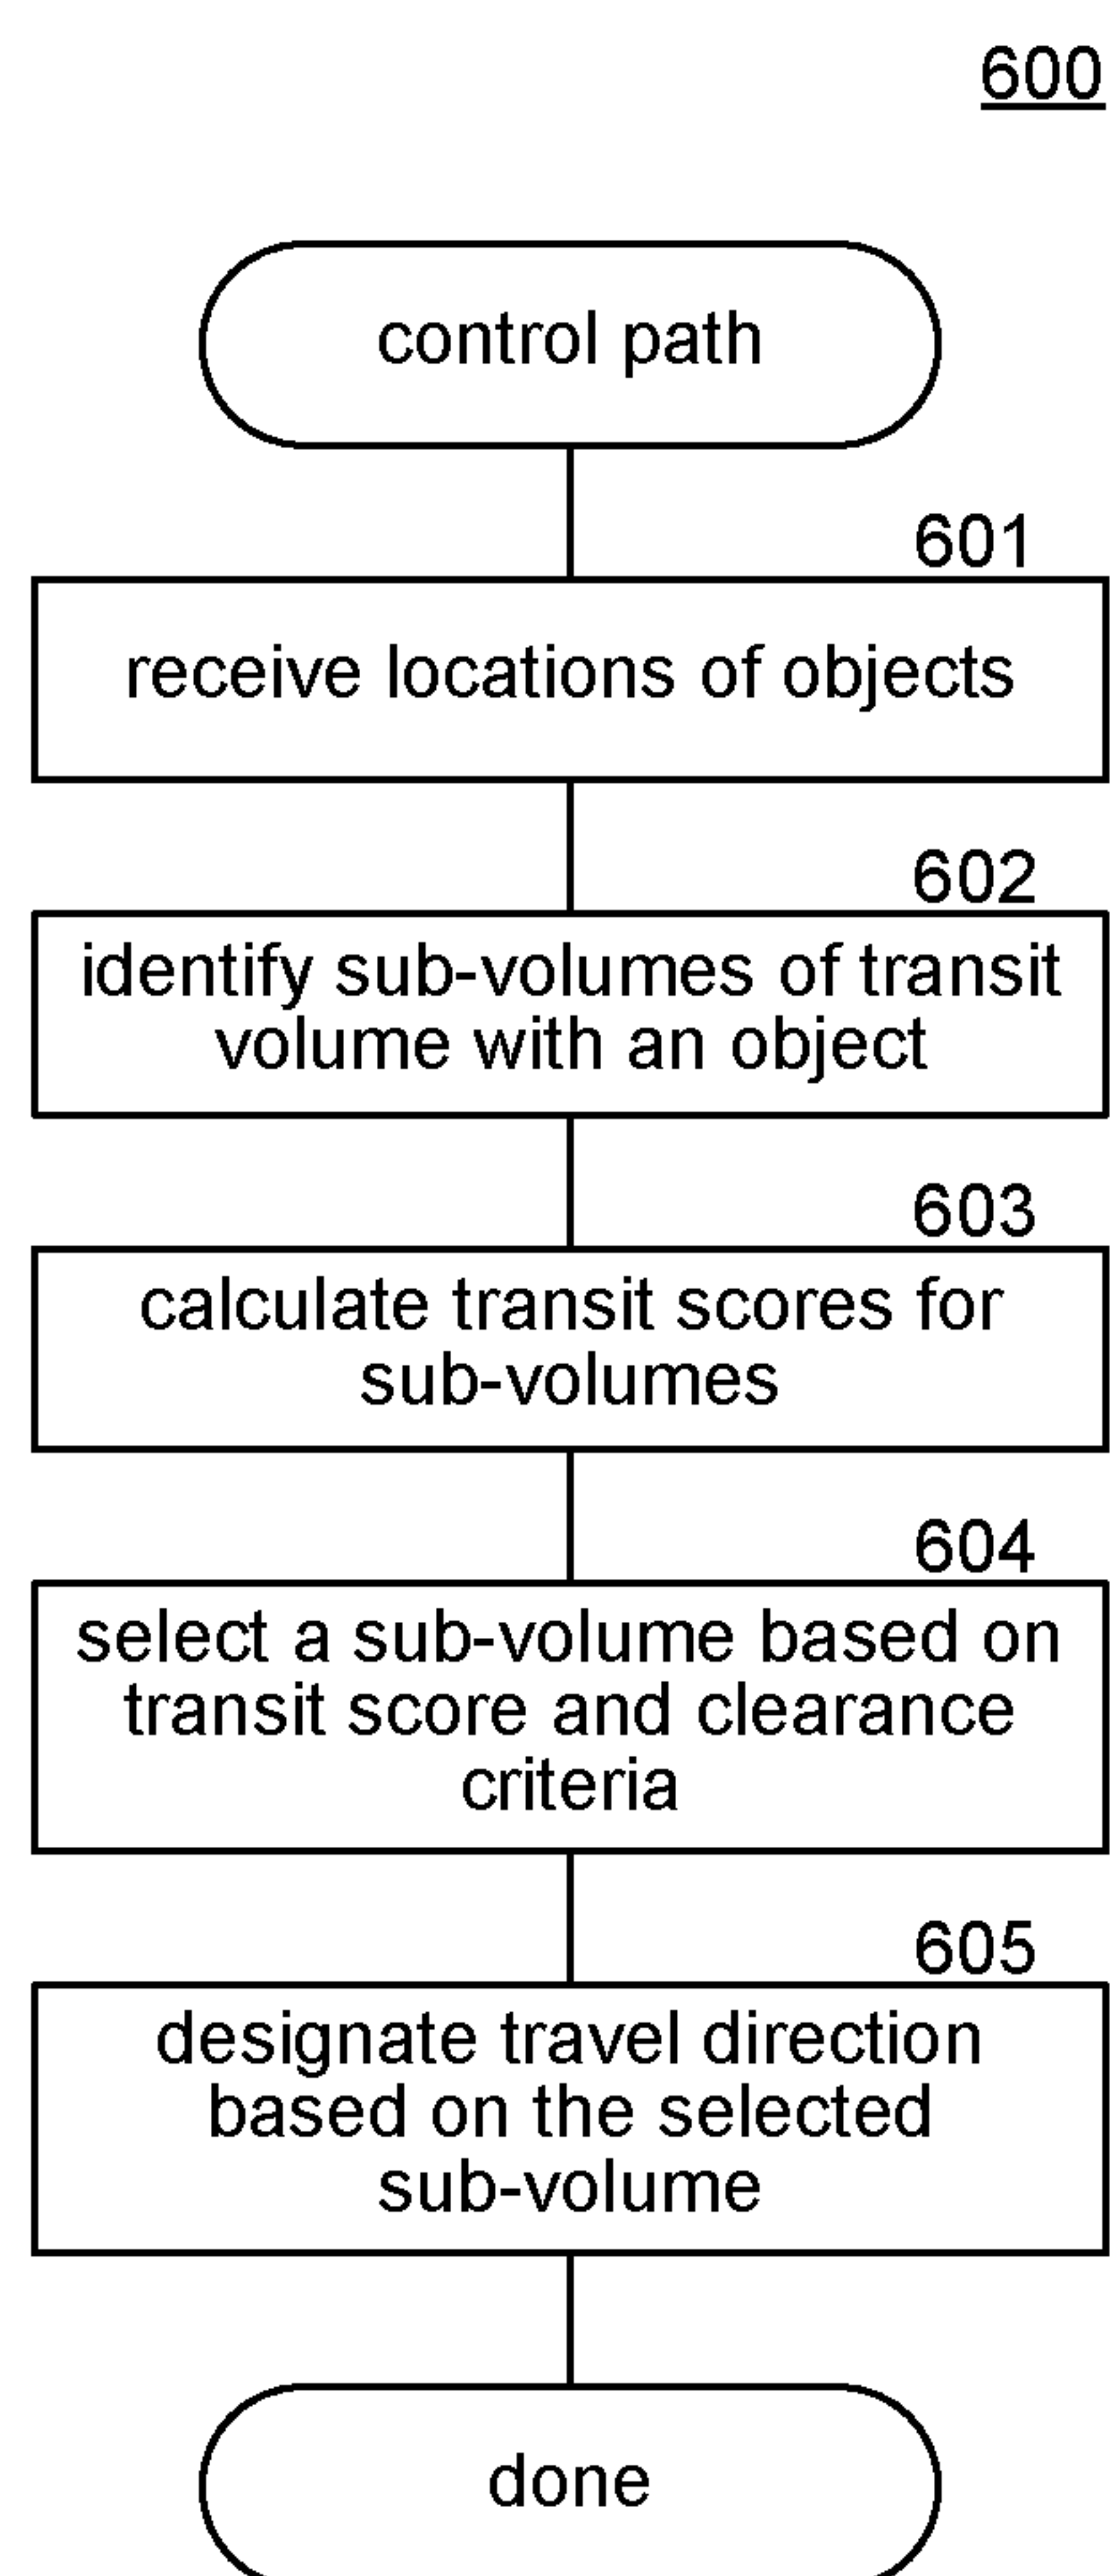 600
control path
601
receive locations of objects
602
identify sub-volumes of transit
volume with an object
603
calculate transit scores for
sub-volumes
604
select a sub-volume based on
transit score and clearance
criteria
605
designate travel direction
based on the selected
sub-volume
done